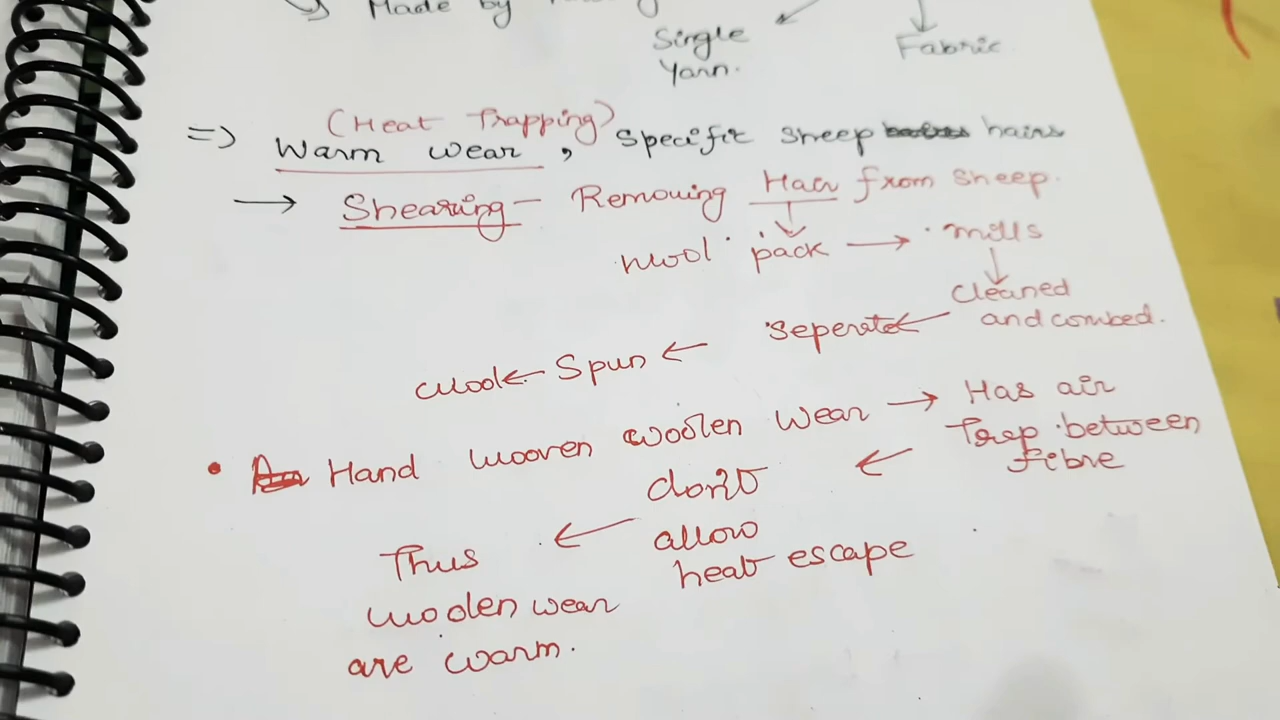 ↳ Made by
Single Yarn.
Fabric
(Heat Trapping)
=> Warm wear, Specific Sheep hairs
→ Shearing - Removing Hair from sheep.
wool pack → mills
↓
Cleaned and combed.
wool ← Spun ← Seperate ←
• Hand wooven woolen wear → Has air
Trap between fibre
←
don't allow heat escape
←
Thus woolen wear are warm.